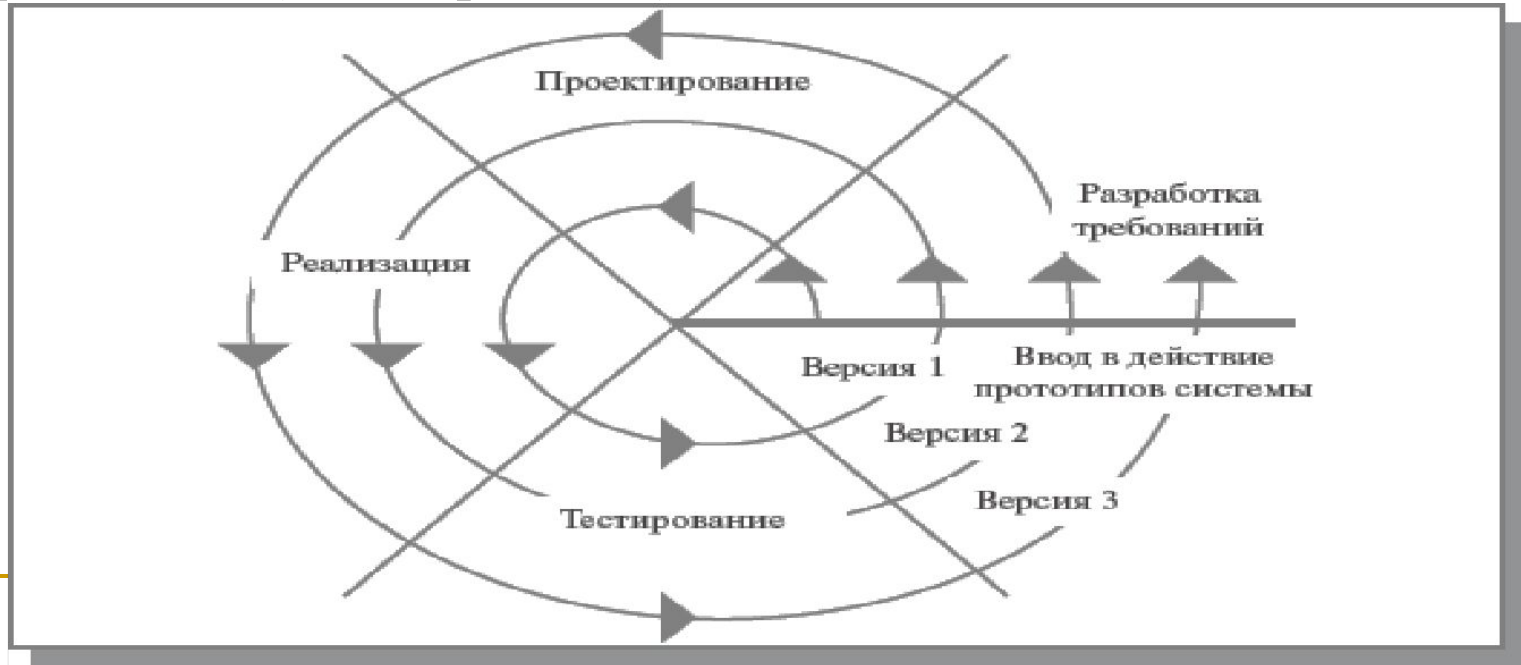 Проектирование
Разработка
требований
Реализация
Версия 1
Ввод в действие
прототипов системы
Версия 2
Версия 3
Тестирование